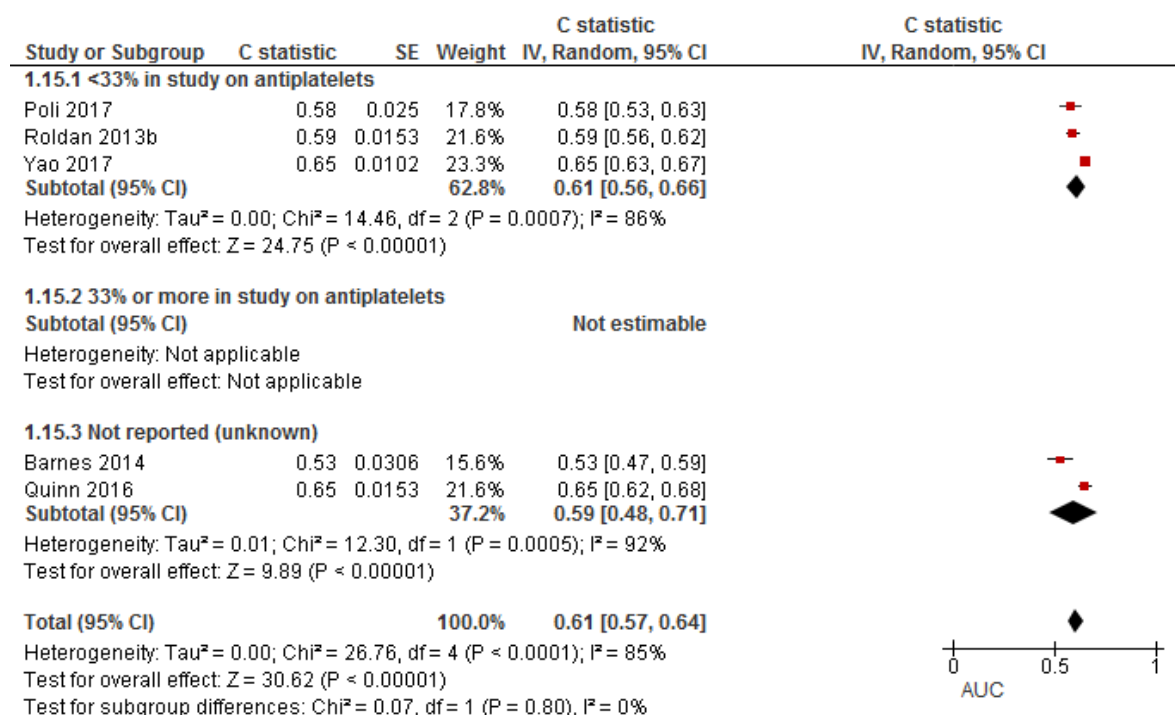 C statistic C statistic
Study or Subgroup C statistic SE Weight IV, Random, 95% CI IV, Random, 95% CI
1.15.1 <33% in study on antiplatelets
Poli 2017 0.58 0.025 17.8% 0.58 [0.53, 0.63]
Roldan 2013b 0.59 0.0153 21.6% 0.59 [0.56, 0.62]
Yao 2017 0.65 0.0102 23.3% 0.65 [0.63, 0.67]
Subtotal (95% CI) 62.8% 0.61 [0.56, 0.66]
Heterogeneity: Tau² = 0.00; Chi² = 14.46, df = 2 (P = 0.0007); I² = 86%
Test for overall effect: Z = 24.75 (P < 0.00001)
1.15.2 33% or more in study on antiplatelets
Subtotal (95% CI) Not estimable
Heterogeneity: Not applicable
Test for overall effect: Not applicable
1.15.3 Not reported (unknown)
Barnes 2014 0.53 0.0306 15.6% 0.53 [0.47, 0.59]
Quinn 2016 0.65 0.0153 21.6% 0.65 [0.62, 0.68]
Subtotal (95% CI) 37.2% 0.59 [0.48, 0.71]
Heterogeneity: Tau² = 0.01; Chi² = 12.30, df = 1 (P = 0.0005); I² = 92%
Test for overall effect: Z = 9.89 (P < 0.00001)
Total (95% CI) 100.0% 0.61 [0.57, 0.64]
Heterogeneity: Tau² = 0.00; Chi² = 26.76, df = 4 (P < 0.0001); I² = 85%
Test for overall effect: Z = 30.62 (P < 0.00001)
Test for subgroup differences: Chi² = 0.07, df = 1 (P = 0.80), I² = 0%
0 0.5 1
AUC